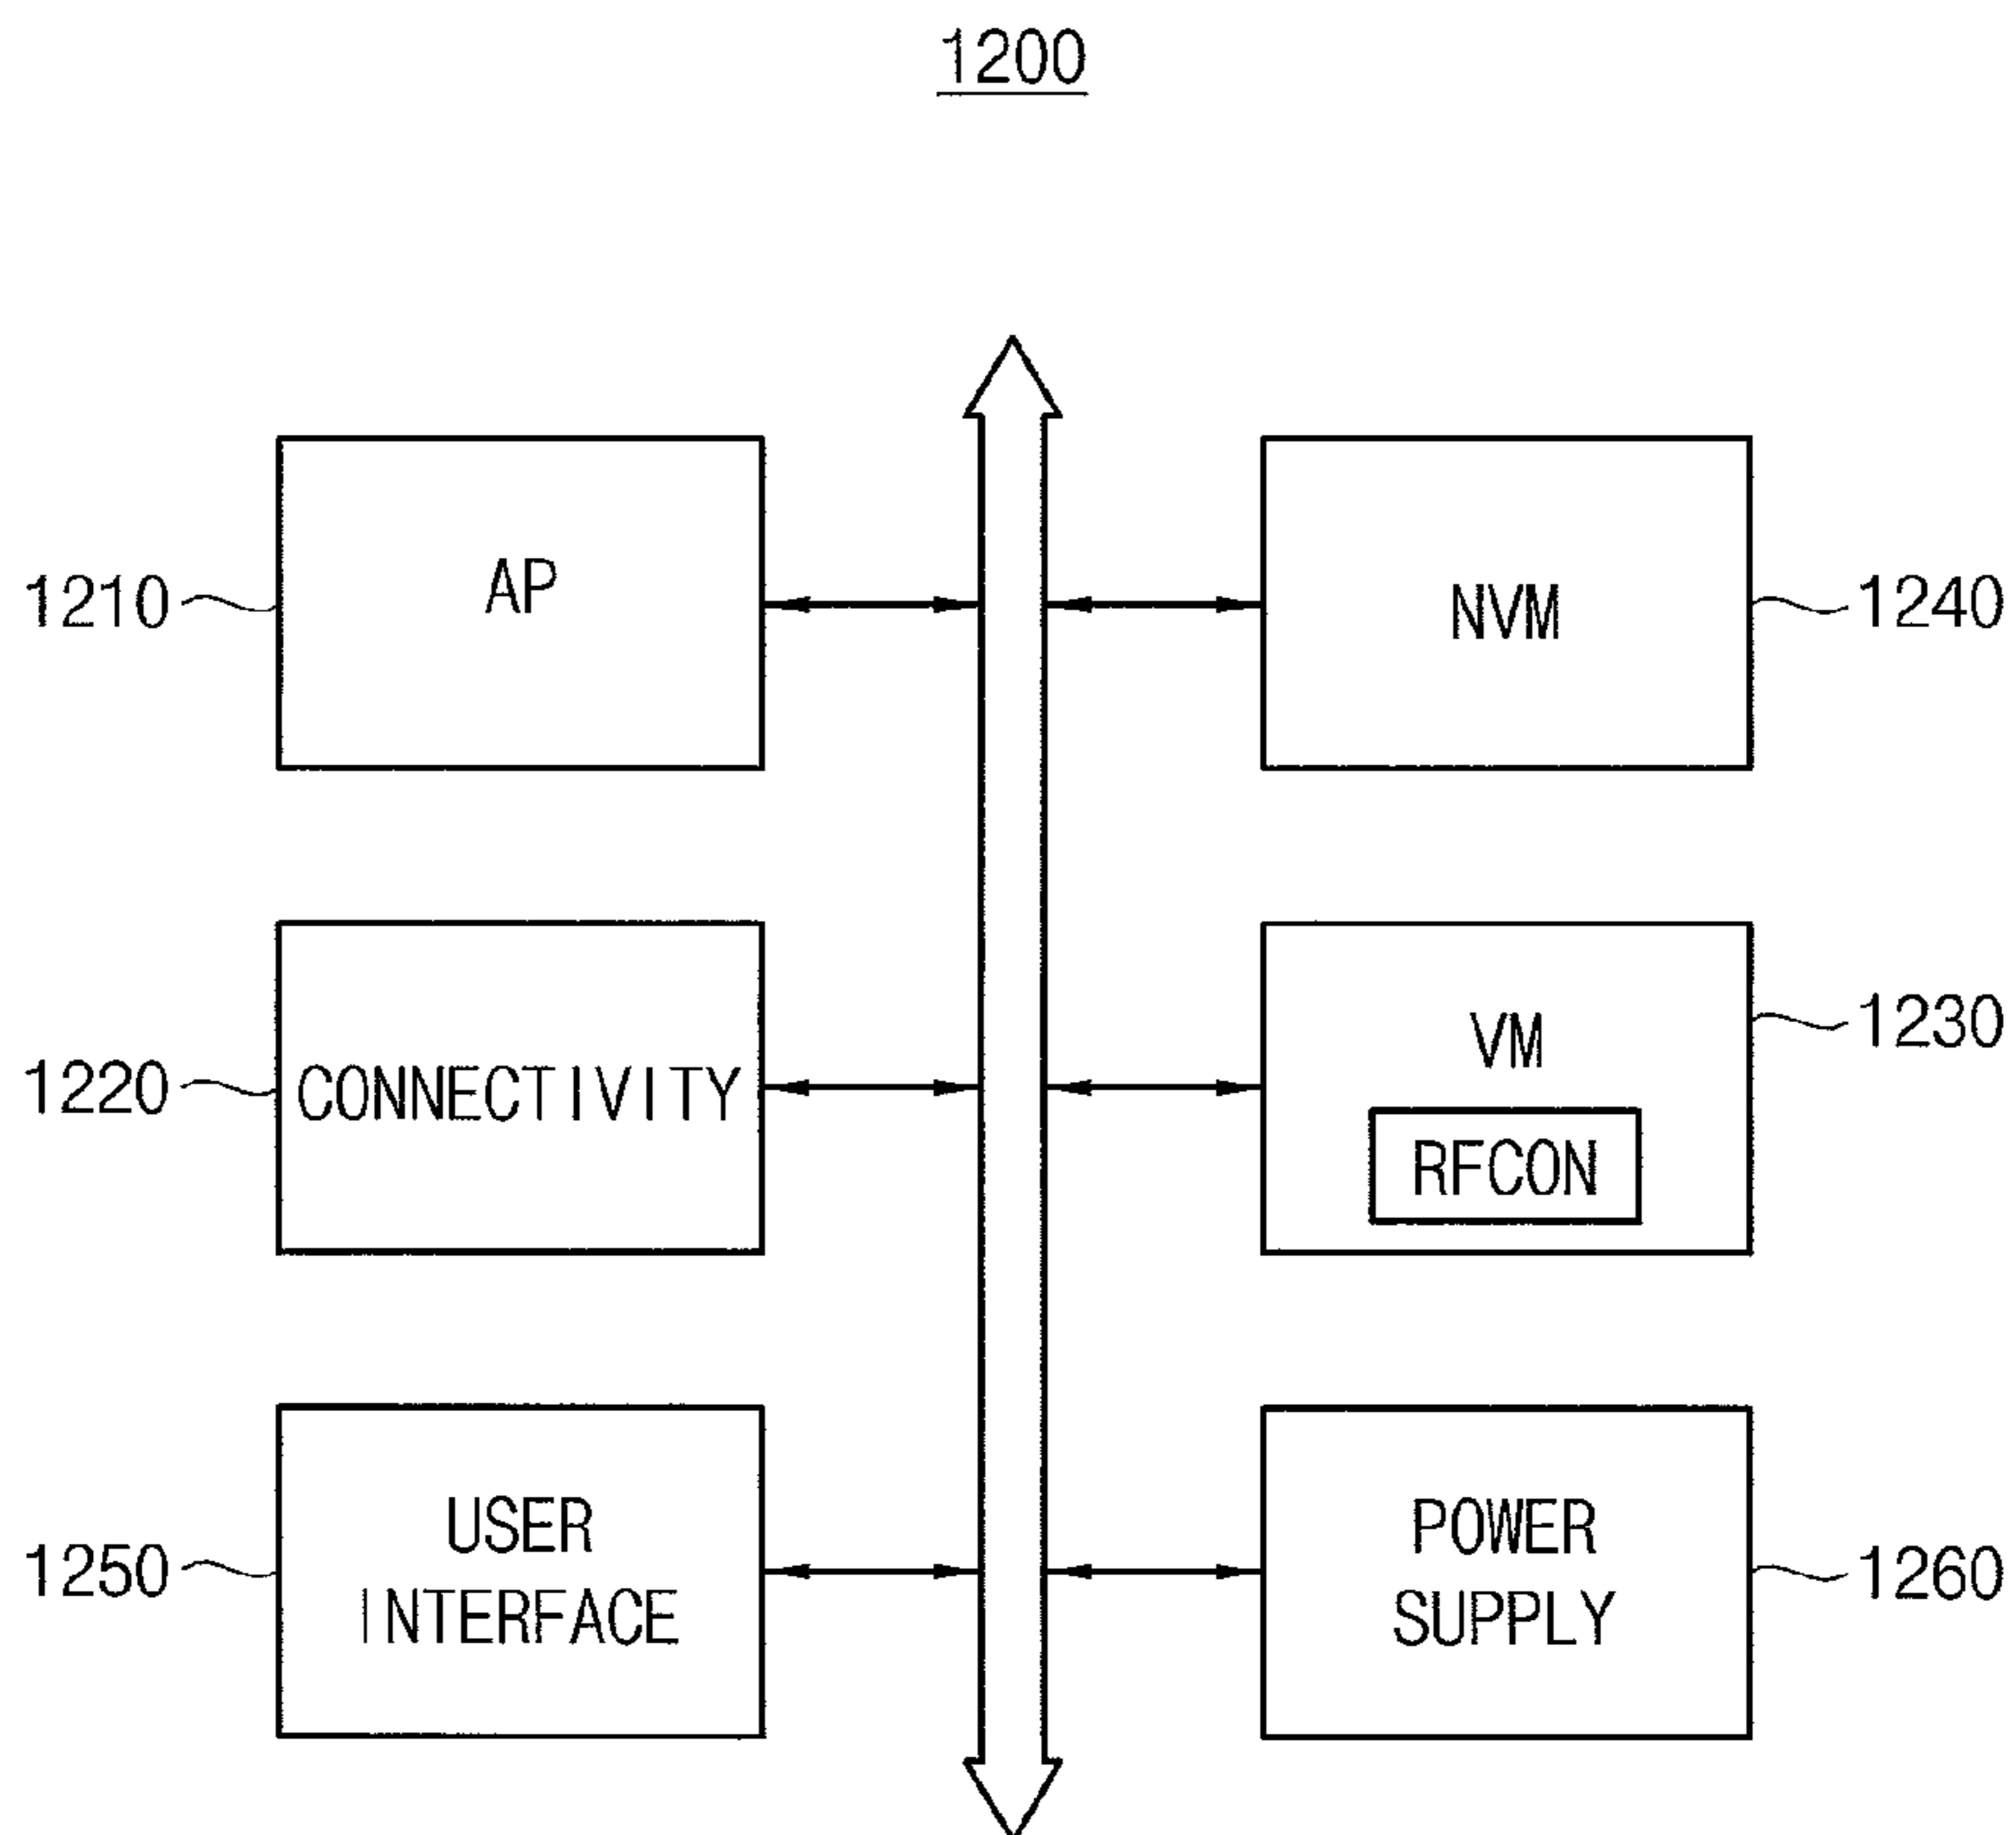 1200
1210
AP
NVM
1240
1220
CONNECTIVITY
VM
RFCON
1230
1250
USER
INTERFACE
POWER
SUPPLY
1260